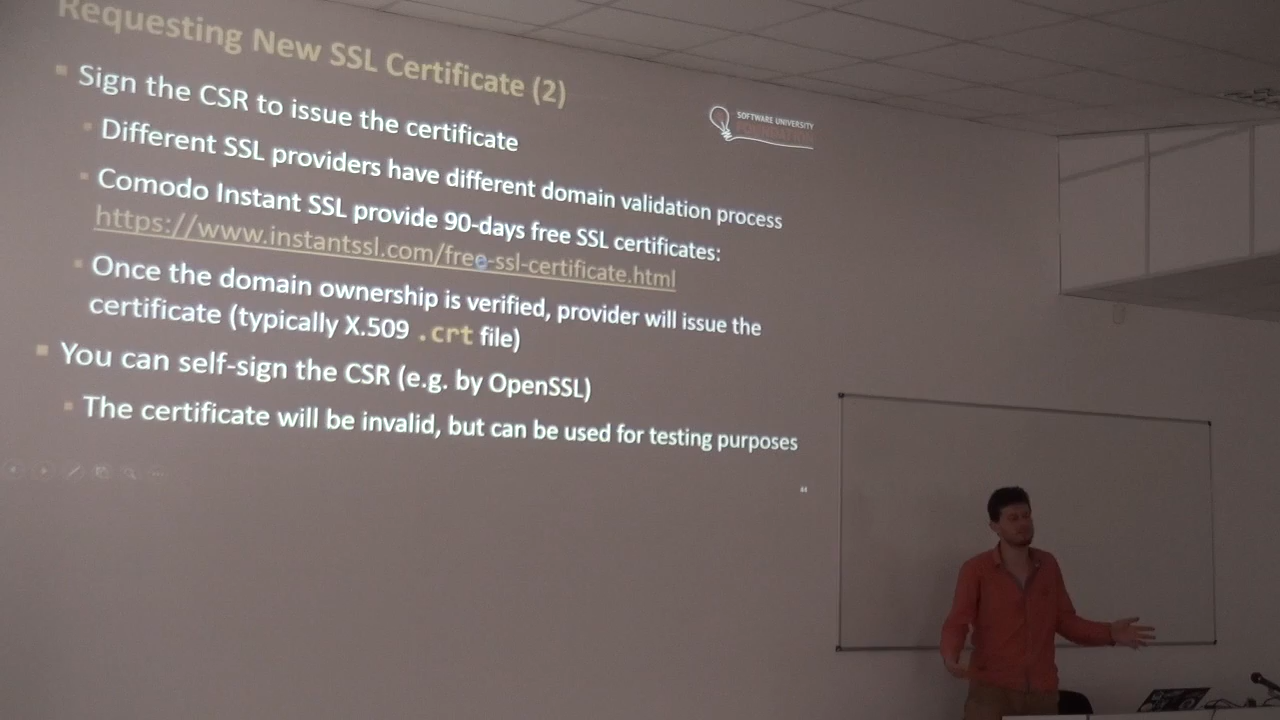 Requesting New SSL Certificate (2)
Sign the CSR to issue the certificate
SOFTWARE UNIVERSITY
FOUNDATION
Different SSL providers have different domain validation process
Comodo Instant SSL provide 90-days free SSL certificates:
https://www.instantssl.com/free-ssl-certificate.html
Once the domain ownership is verified, provider will issue the
certificate (typically X.509 .crt file)
You can self-sign the CSR (e.g. by OpenSSL)
The certificate will be invalid, but can be used for testing purposes